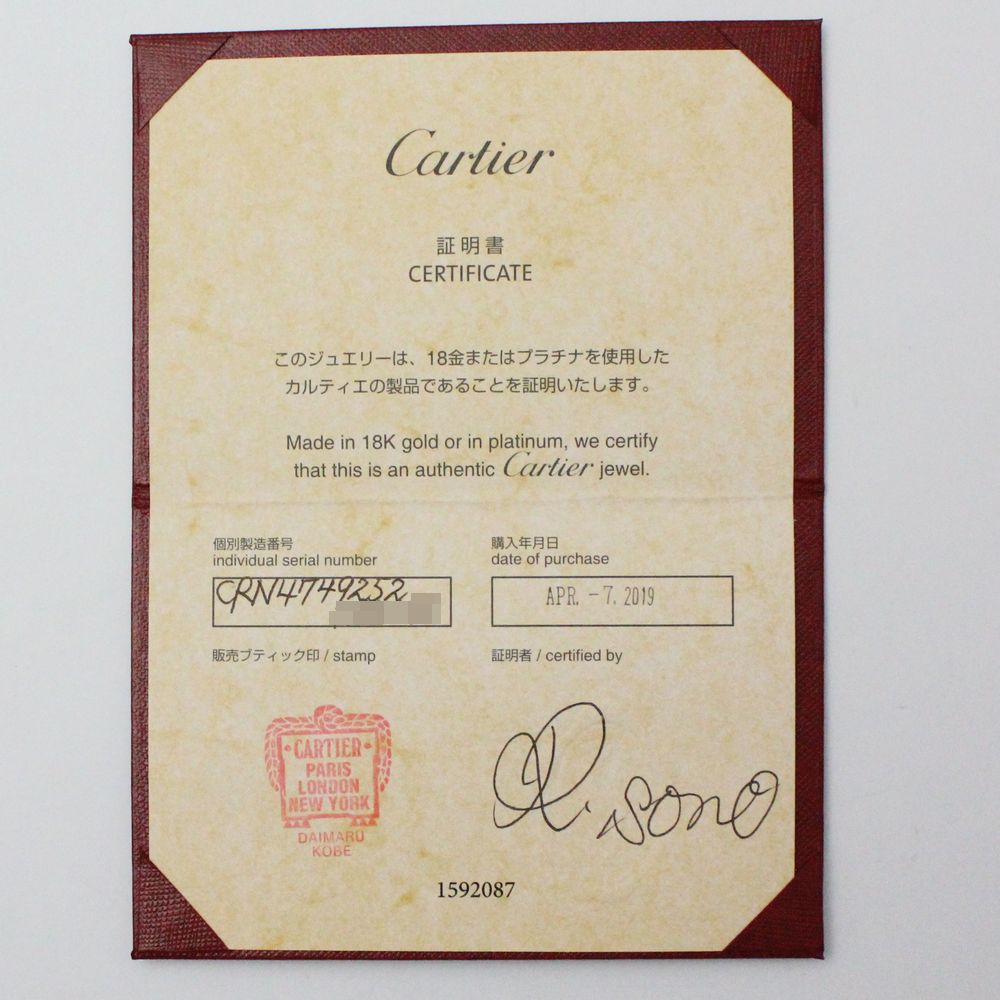 Cartier
証明書
CERTIFICATE
このジュエリーは、18金またはプラチナを使用した
カルティエの製品であることを証明いたします。
Made in 18K gold or in platinum, we certify
that this is an authentic Cartier jewel.
個別製造番号
individual serial number
CRN4749252
購入年月日
date of purchase
APR. -7. 2019
販売ブティック印 / stamp
証明者 / certified by
CARTIER
PARIS
LONDON
NEW YORK
DAIMARU
KOBE
1592087